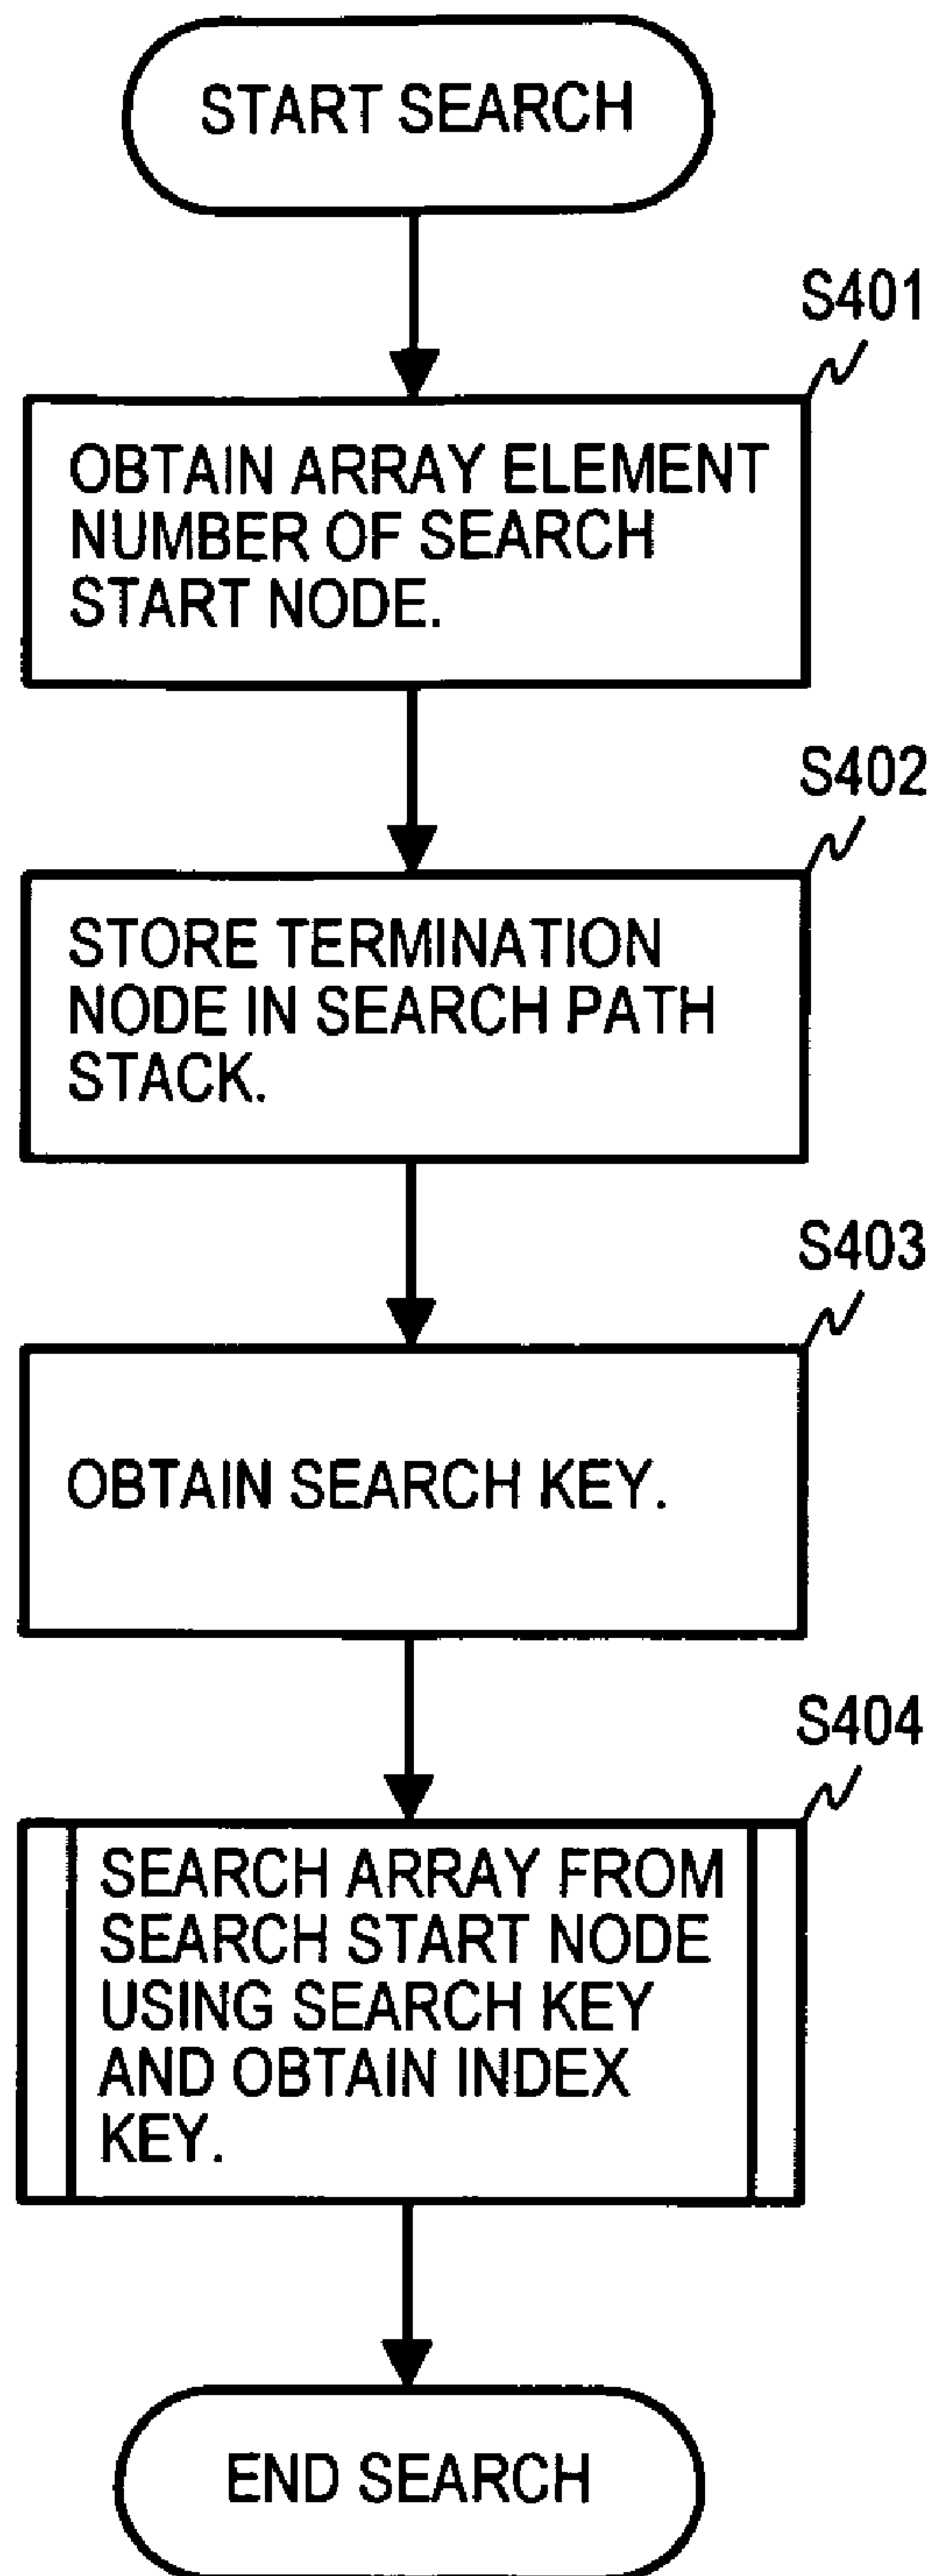 START SEARCH
S401
OBTAIN ARRAY ELEMENT
NUMBER OF SEARCH
START NODE.
S402
STORE TERMINATION
NODE IN SEARCH PATH
STACK.
S403
OBTAIN SEARCH KEY.
S404
SEARCH ARRAY FROM
SEARCH START NODE
USING SEARCH KEY
AND OBTAIN INDEX
KEY.
END SEARCH